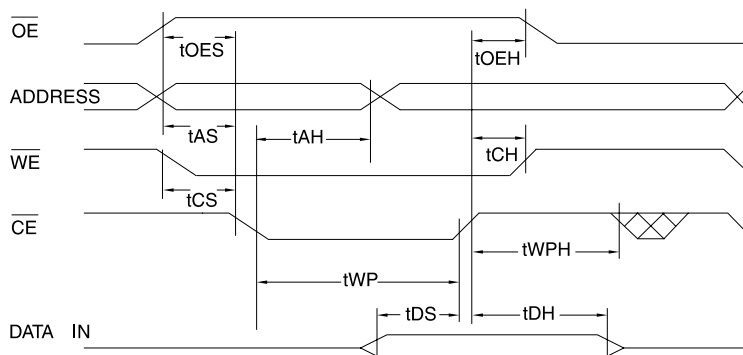 OE
tOES
tOEH
ADDRESS
tAS
tAH
tCH
WE
tCS
CE
tWPH
tWP
tDS
tDH
DATA IN